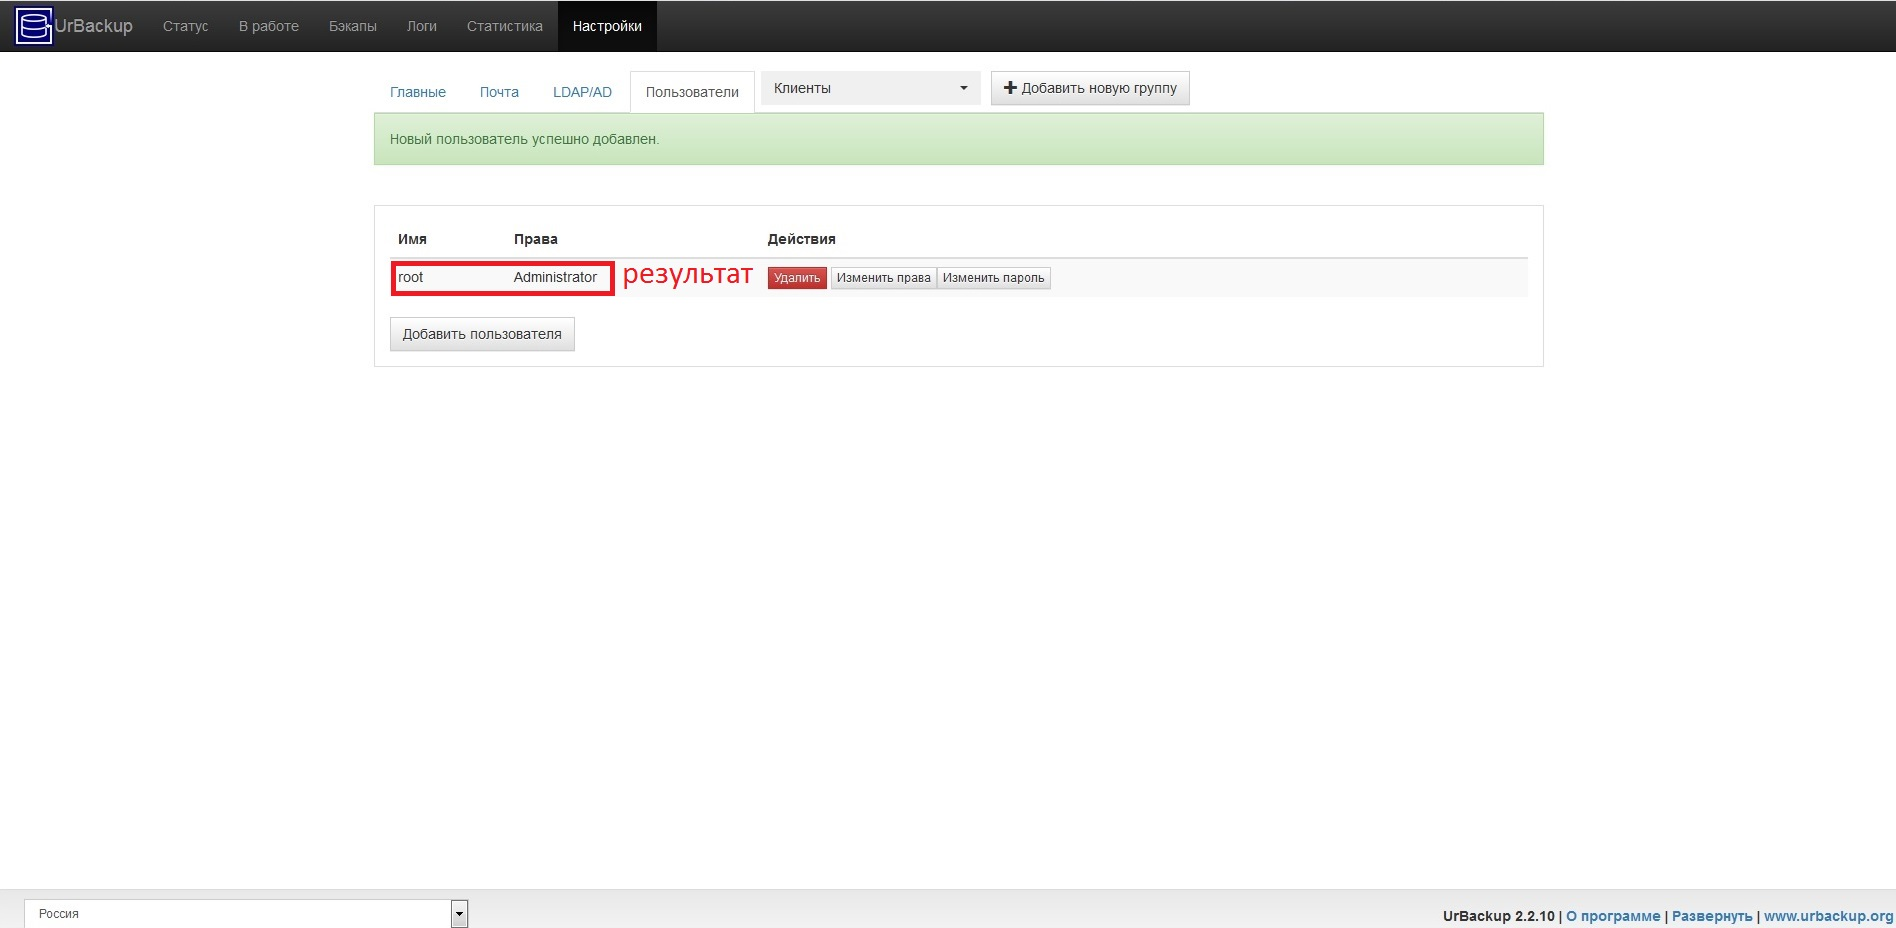 UrBackup Статус В работе Бэкапы Логи Статистика Настройки
Главные Почта LDAP/AD Пользователи Клиенты Добавить новую группу
Новый пользователь успешно добавлен.
Имя Права Действия
root Administrator результат Удалить Изменить права Изменить пароль
Добавить пользователя
Россия
UrBackup 2.2.10 | О программе | Развернуть | www.urbackup.org